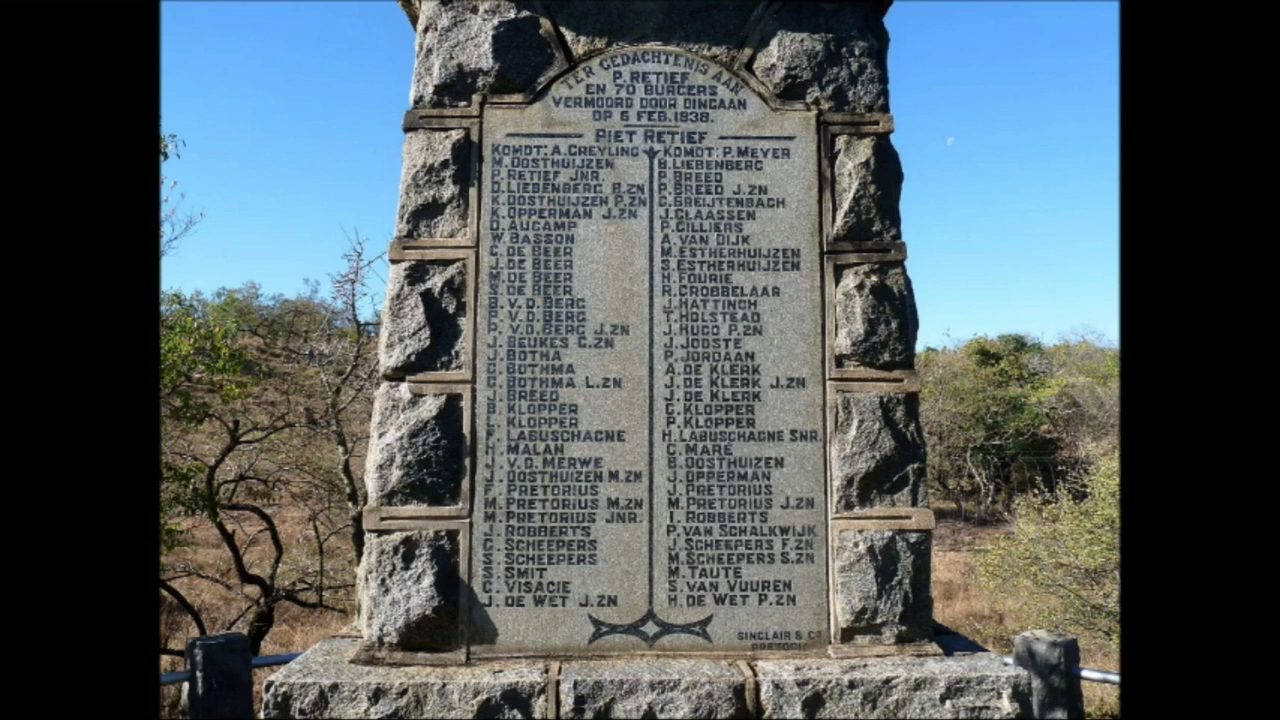 TER GEDACHTENIS AAN
P. RETIEF
EN 70 BURGERS
VERMOORD DOOR DINGAAN
OP 6 FEB. 1838.
PIET RETIEF
KOMDT: A. GREYLING
M. OOSTHUIJZEN
P. RETIEF JNR.
D. LIEBENBERG B.ZN
K. OOSTHUIJZEN P.ZN
K. OPPERMAN J.ZN
D. AUCAMP
W. BASSON
C. DE BEER
J. DE BEER
M. DE BEER
S. DE BEER
B. V.D. BERG
P. V.D. BERG
P. V.D. BERG J.ZN
J. BEUKES G.ZN
J. BOTHA
C. BOTHMA
C. BOTHMA L.ZN
J. BREED
B. KLOPPER
L. KLOPPER
F. LABUSCHAGNE
H. MALAN
J. V.D. MERWE
J. OOSTHUIZEN M.ZN
F. PRETORIUS
M. PRETORIUS M.ZN
M. PRETORIUS JNR.
J. ROBBERTS
G. SCHEEPERS
S. SCHEEPERS
S. SMIT
C. VISAGIE
J. DE WET J.ZN
KOMDT: P. MEYER
B. LIEBENBERG
P. BREED
P. BREED J.ZN
C. BREIJTENBACH
J. CLAASSEN
P. CILLIERS
A. VAN DIJK
M. ESTHERHUIJZEN
S. ESTHERHUIJZEN
H. FOURIE
R. GROBBELAAR
J. HATTINGH
T. HOLSTEAD
J. HUGO P.ZN
J. JOOSTE
P. JORDAAN
A. DE KLERK
J. DE KLERK J.ZN
J. DE KLERK
C. KLOPPER
P. KLOPPER
H. LABUSCHAGNE SNR.
C. MARÉ
B. OOSTHUIZEN
J. OPPERMAN
J. PRETORIUS
M. PRETORIUS J.ZN
I. ROBBERTS
P. VAN SCHALKWIJK
J. SCHEEPERS F.ZN
M. SCHEEPERS S.ZN
M. TAUTE
S. VAN VUUREN
H. DE WET P.ZN
SINCLAIR & CO